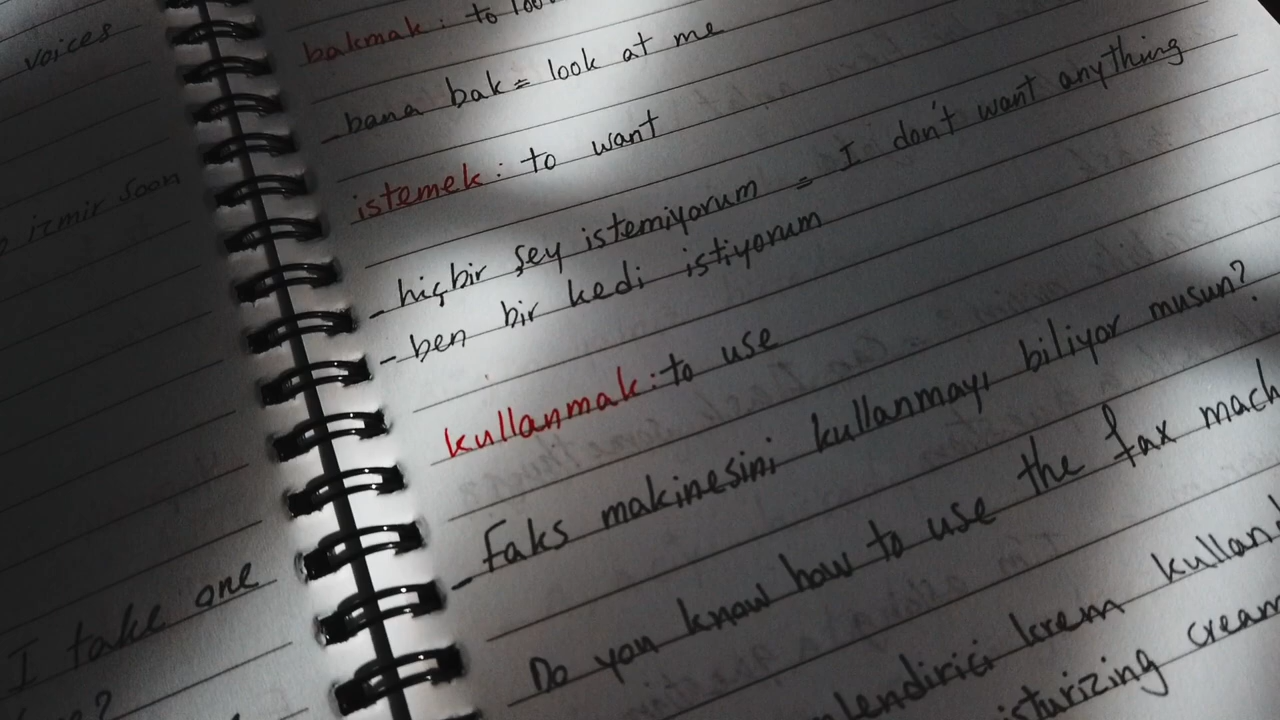 voices
izmir soon
I take one
bakmak: to
- bana bak = look at me
istemek: to want
- hiçbir şey istemiyorum = I don't want anything
- ben bir kedi istiyorum
kullanmak: to use
- Faks makinesini kullanmayı biliyor musun?
Do you know how to use the fax mach
lendirici krem kullan
isturizing cream